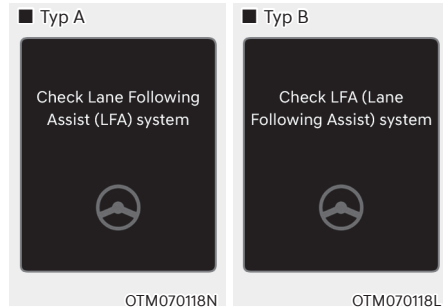 ■ Typ A
Check Lane Following
Assist (LFA) system
OTM070118N
■ Typ B
Check LFA (Lane
Following Assist) system
OTM070118L